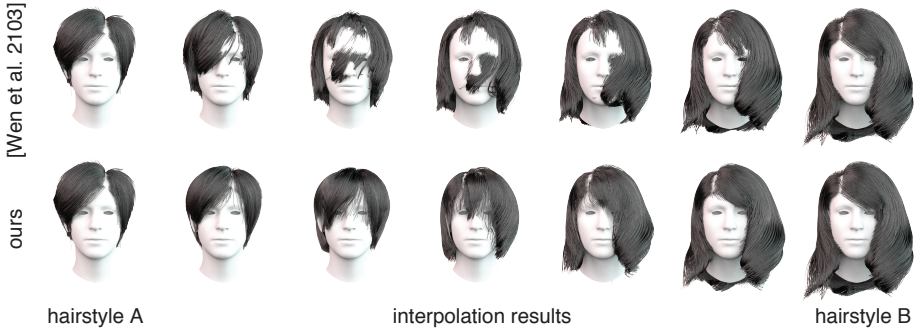 [Wen et al. 2103]
ours
hairstyle A
interpolation results
hairstyle B